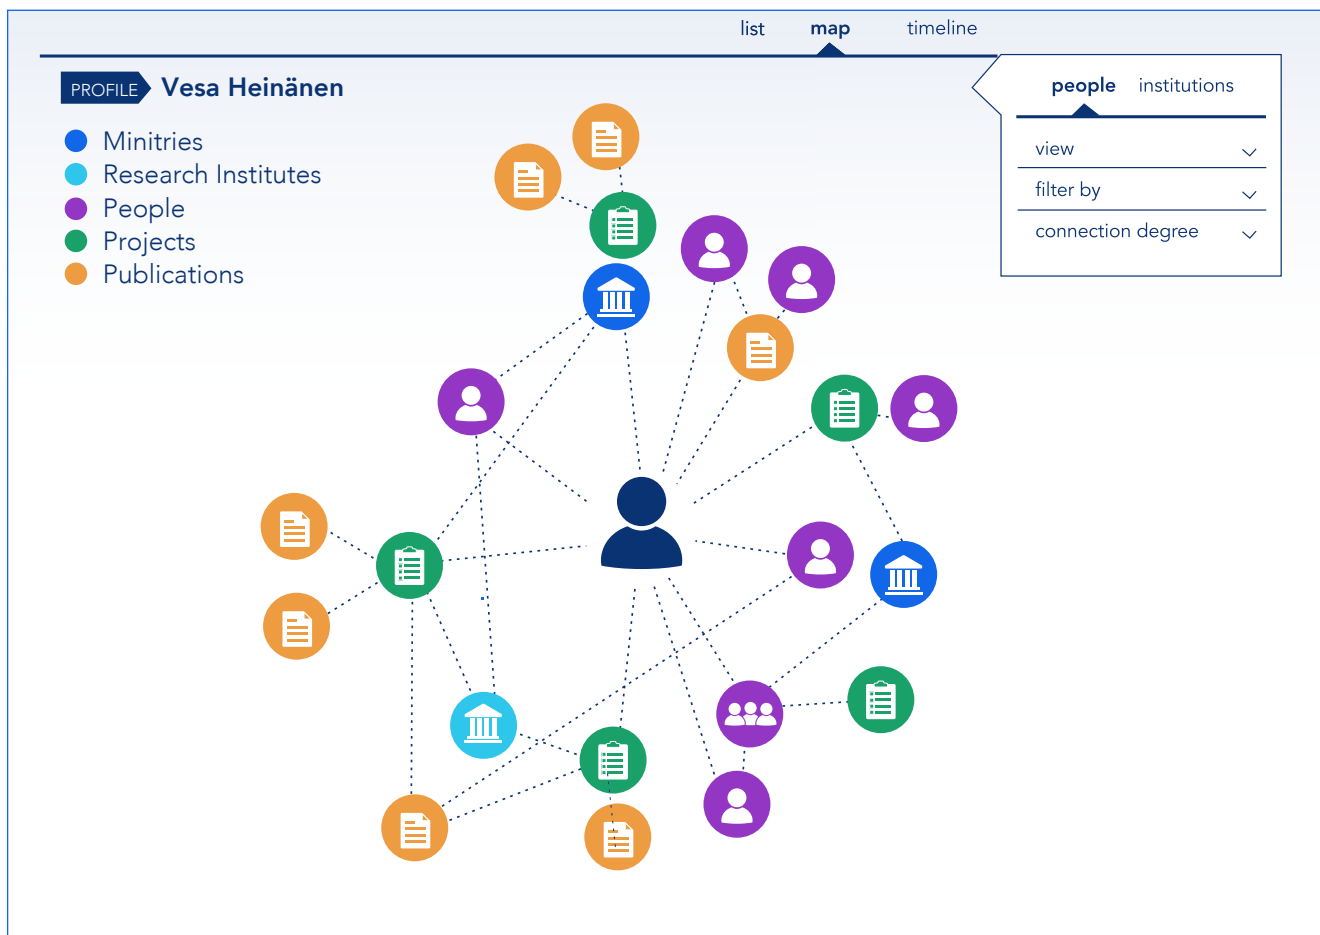 list
map
timeline
PROFILE
Vesa Heinänen
people
institutions
Minitries
Research Institutes
People
Projects
Publications
view
filter by
connection degree